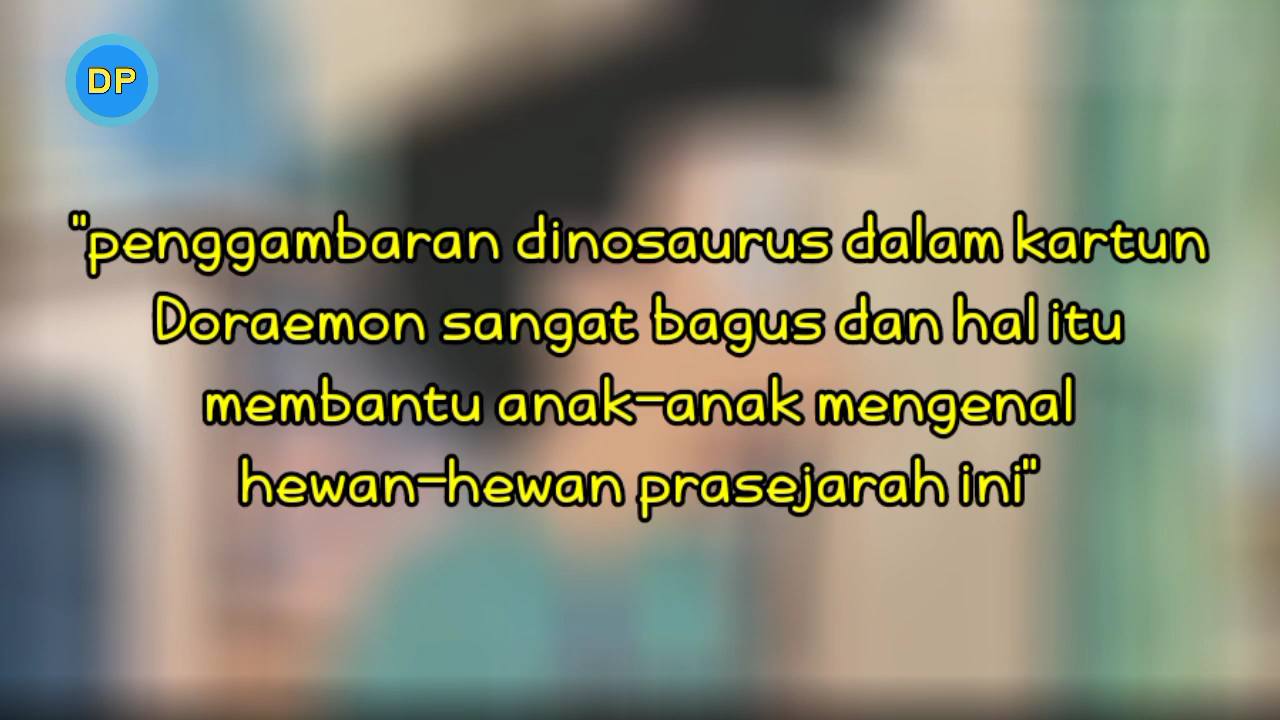 DP
"penggambaran dinosaurus dalam kartun
Doraemon sangat bagus dan hal itu
membantu anak-anak mengenal
hewan-hewan prasejarah ini"